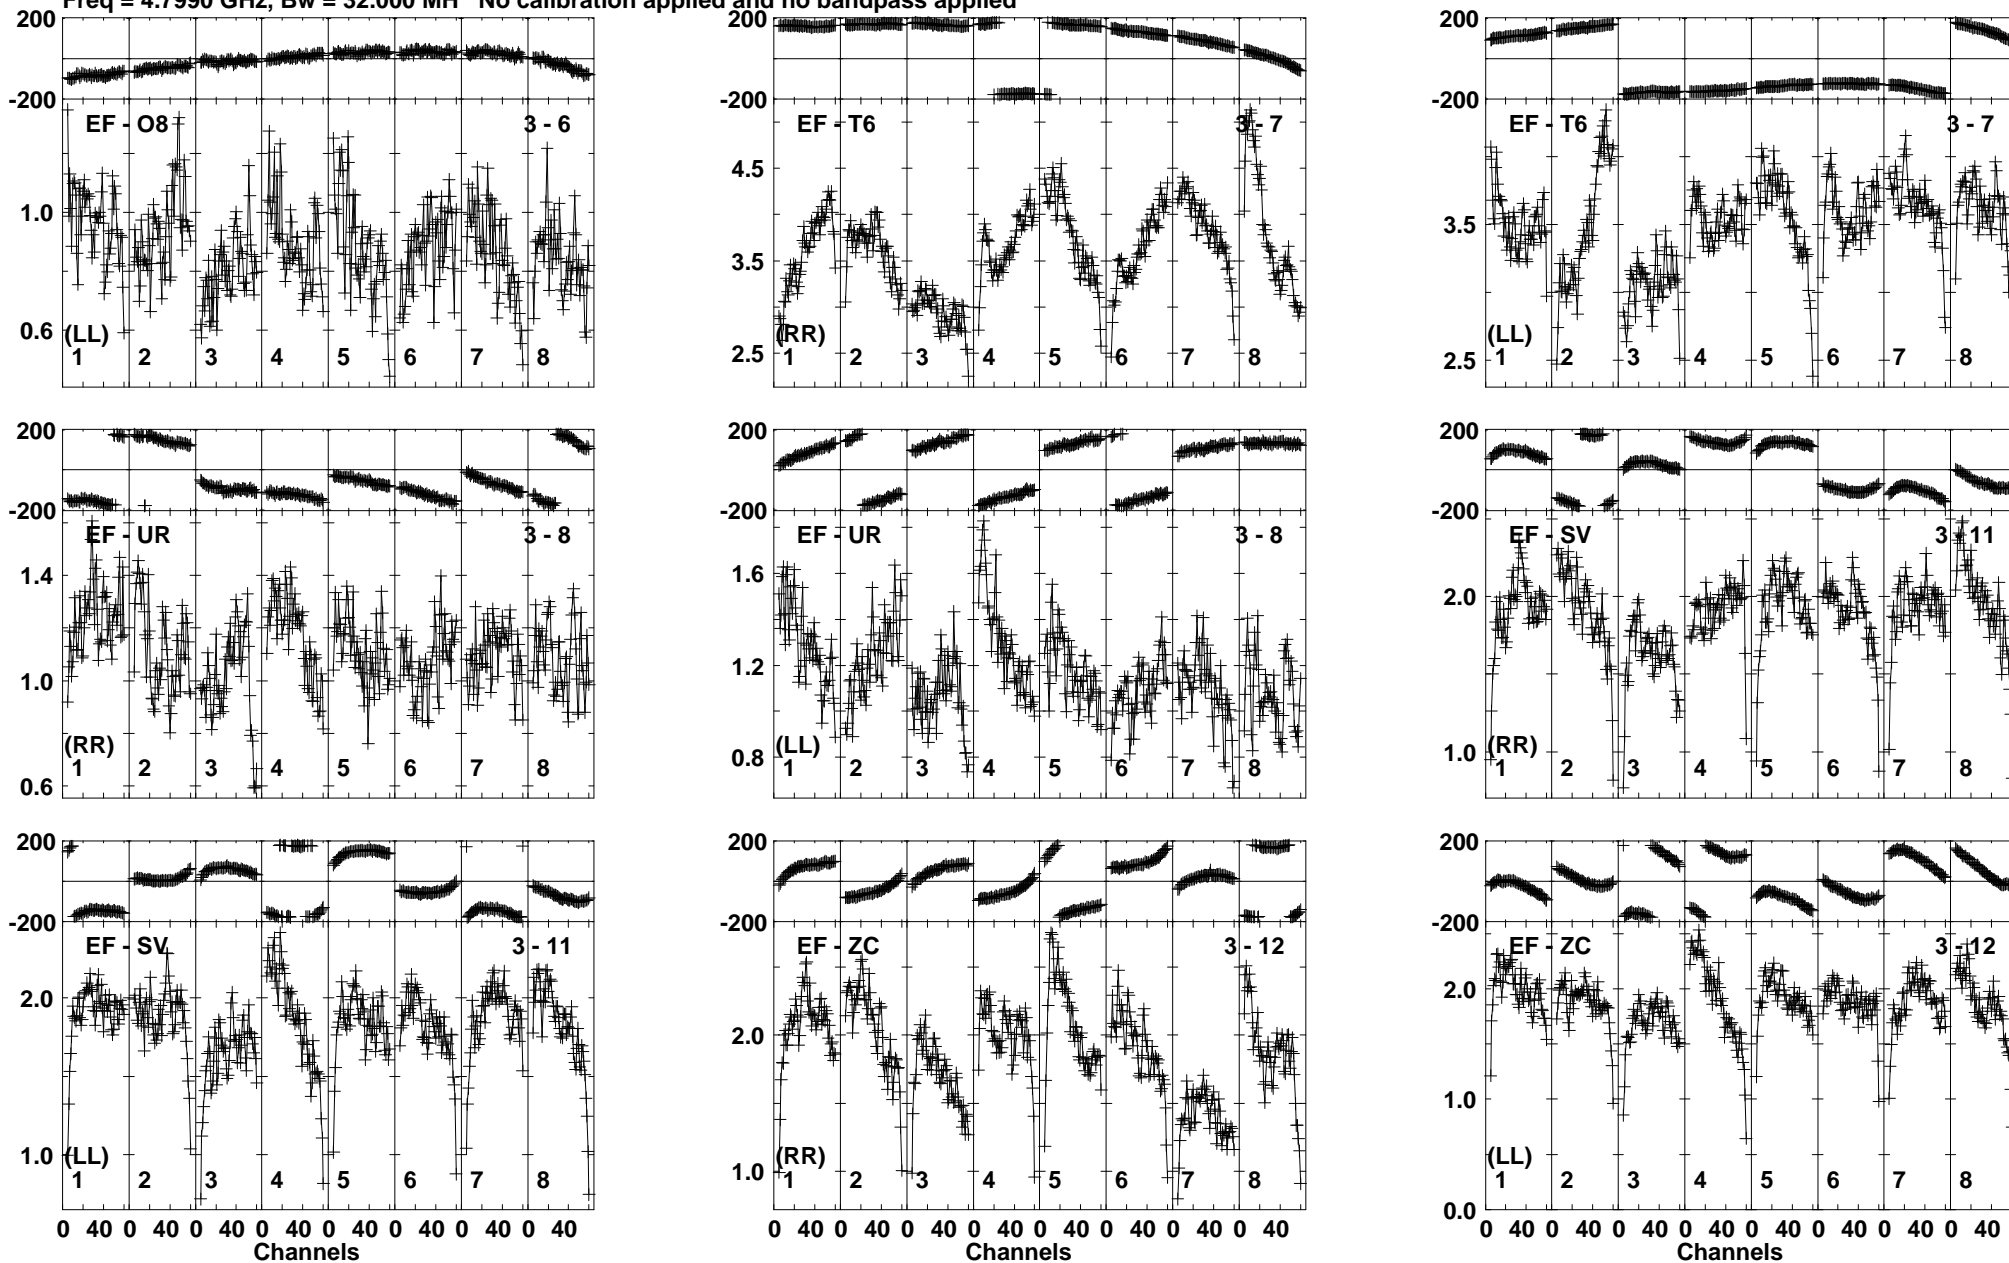 Freq = 4.7990 GHz, Bw = 32.000 MH No calibration applied and no bandpass applied
200 200 200
-200 -200 -200
EF - O8 3 - 6 EF - T6 3 - 7 EF - T6 3 - 7
1.0 0.6 4.5 3.5 2.5 3.5 2.5
(LL) (RR) (LL)
1 2 3 4 5 6 7 8 1 2 3 4 5 6 7 8 1 2 3 4 5 6 7 8
200 200 200
-200 -200 -200
EF - UR 3 - 8 EF - UR 3 - 8 EF - SV 3 - 11
1.4 1.0 0.6 1.6 1.2 0.8 2.0 1.0
(RR) (LL) (RR)
1 2 3 4 5 6 7 8 1 2 3 4 5 6 7 8 1 2 3 4 5 6 7 8
200 200 200
-200 -200 -200
EF - SV 3 - 11 EF - ZC 3 - 12 EF - ZC 3 - 12
2.0 1.0 2.0 1.0 2.0 1.0 0.0
(LL) (RR) (LL)
1 2 3 4 5 6 7 8 1 2 3 4 5 6 7 8 1 2 3 4 5 6 7 8
0 40 0 40 0 40 0 40 0 40 0 40 0 40 0 40 0 40 0 40 0 40 0 40 0 40 0 40 0 40 0 40 0 40 0 40 0 40 0 40 0 40 0 40 0 40 0 40
Channels Channels Channels